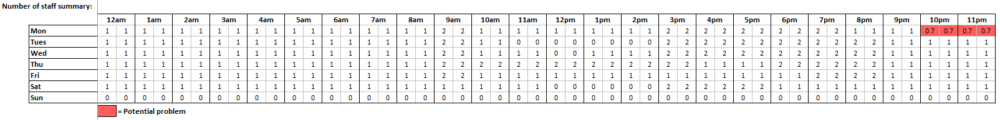 Number of staff summary:
12am 1am 2am 3am 4am 5am 6am 7am 8am 9am 10am 11am 12pm 1pm 2pm 3pm 4pm 5pm 6pm 7pm 8pm 9pm 10pm 11pm
Mon 1 1 1 1 1 1 1 1 1 1 1 1 1 1 1 1 1 1 2 2 1 1 1 1 1 1 1 1 1 1 2 2 2 2 2 2 2 2 2 2 1 1 1 1 0.7 0.7 0.7 0.7
Tues 1 1 1 1 1 1 1 1 1 1 1 1 1 1 1 1 1 1 2 2 1 1 0 0 0 0 0 0 0 0 2 2 2 2 2 2 2 2 2 2 2 2 1 1 1 1 1 1
Wed 1 1 1 1 1 1 1 1 1 1 1 1 1 1 1 1 1 1 2 2 1 1 1 1 0 0 1 1 1 1 2 2 2 2 2 2 2 2 2 2 2 2 1 1 1 1 1 1
Thu 1 1 1 1 1 1 1 1 1 1 1 1 1 1 1 1 1 1 2 2 2 2 2 2 2 2 2 2 2 2 2 2 1 1 1 1 2 2 2 2 2 2 1 1 1 1 1 1
Fri 1 1 1 1 1 1 1 1 1 1 1 1 1 1 1 1 1 1 2 2 1 1 1 1 1 1 1 1 1 1 1 1 1 1 1 1 1 1 2 2 2 2 1 1 1 1 1 1
Sat 1 1 1 1 1 1 1 1 1 1 1 1 1 1 1 1 1 1 2 2 1 1 1 1 0 0 0 0 0 0 2 2 2 2 2 2 1 1 1 1 1 1 1 1 1 1 1 1
Sun 0 0 0 0 0 0 0 0 0 0 0 0 0 0 0 0 0 0 0 0 0 0 0 0 0 0 0 0 0 0 0 0 0 0 0 0 0 0 0 0 0 0 0 0 0 0 0 0
= Potential problem